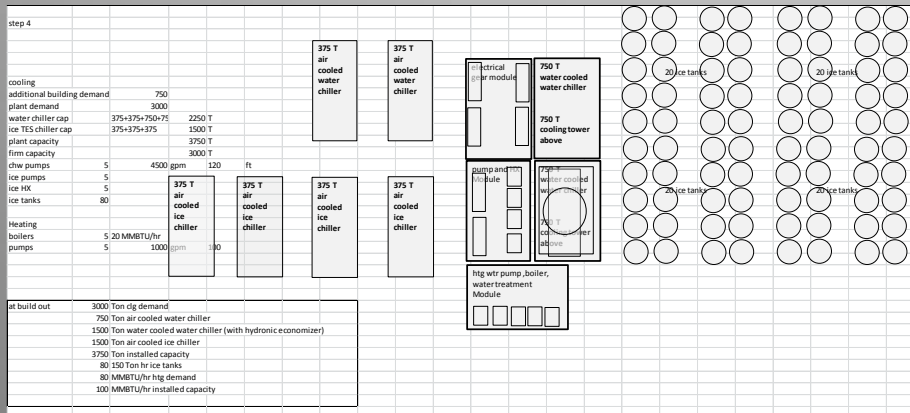 step 4
cooling
additional building demand 750
plant demand 3000
water chiller cap 375+375+750+75 2250 T
ice TES chiller cap 375+375+375 1500 T
plant capacity 3750 T
firm capacity 3000 T
chw pumps 5 4500 gpm 120 ft
ice pumps 5
ice HX 5
ice tanks 80
Heating
boilers 5 20 MMBTU/hr
pumps 5 1000 gpm 100
375 T
air
cooled
water
chiller
375 T
air
cooled
water
chiller
375 T
air
cooled
ice
chiller
375 T
air
cooled
ice
chiller
375 T
air
cooled
ice
chiller
375 T
air
cooled
ice
chiller
electrical
gear module
750 T
water cooled
water chiller
750 T
cooling tower
above
pump and HX
Module
750 T
water cooled
water chiller
750 T
cooling tower
above
htg wtr pump ,boiler,
water treatment
Module
20 ice tanks
20 ice tanks
20 ice tanks
20 ice tanks
at build out 3000 Ton clg demand
750 Ton air cooled water chiller
1500 Ton water cooled water chiller (with hydronic economizer)
1500 Ton air cooled ice chiller
3750 Ton installed capacity
80 150 Ton hr ice tanks
80 MMBTU/hr htg demand
100 MMBTU/hr installed capacity